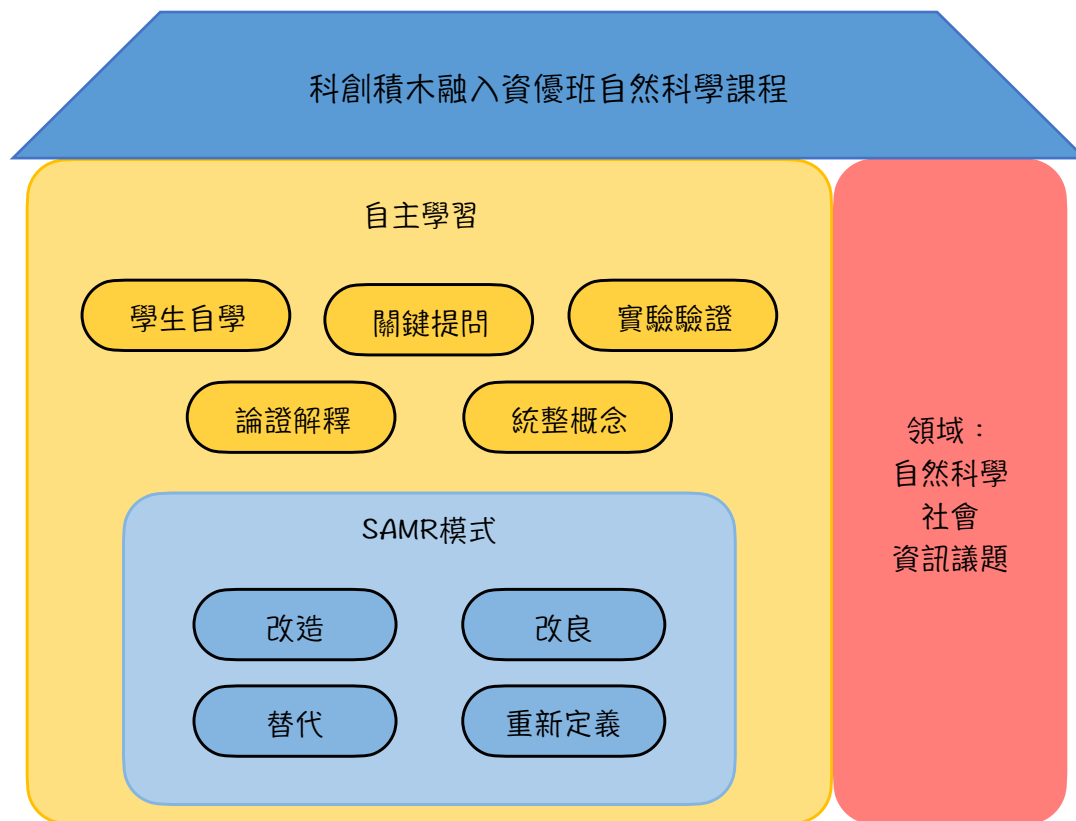 科創積木融入資優班自然科學課程
自主學習
學生自學
關鍵提問
實驗驗證
論證解釋
統整概念
SAMR模式
改造
改良
替代
重新定義
領域：
自然科學
社會
資訊議題